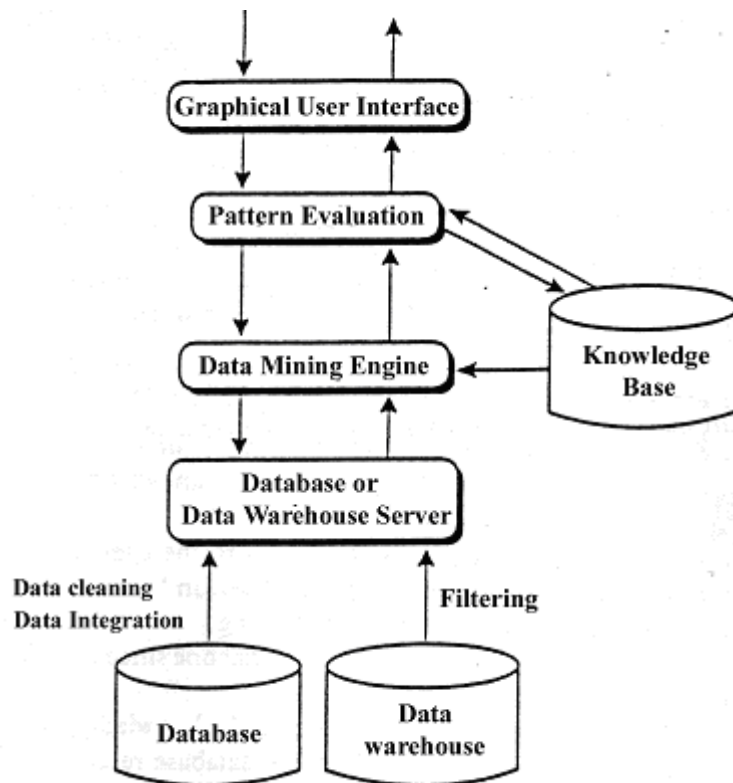 Graphical User Interface
Pattern Evaluation
Data Mining Engine
Knowledge
Base
Database or
Data Warehouse Server
Data cleaning
Data Integration
Filtering
Database
Data
warehouse